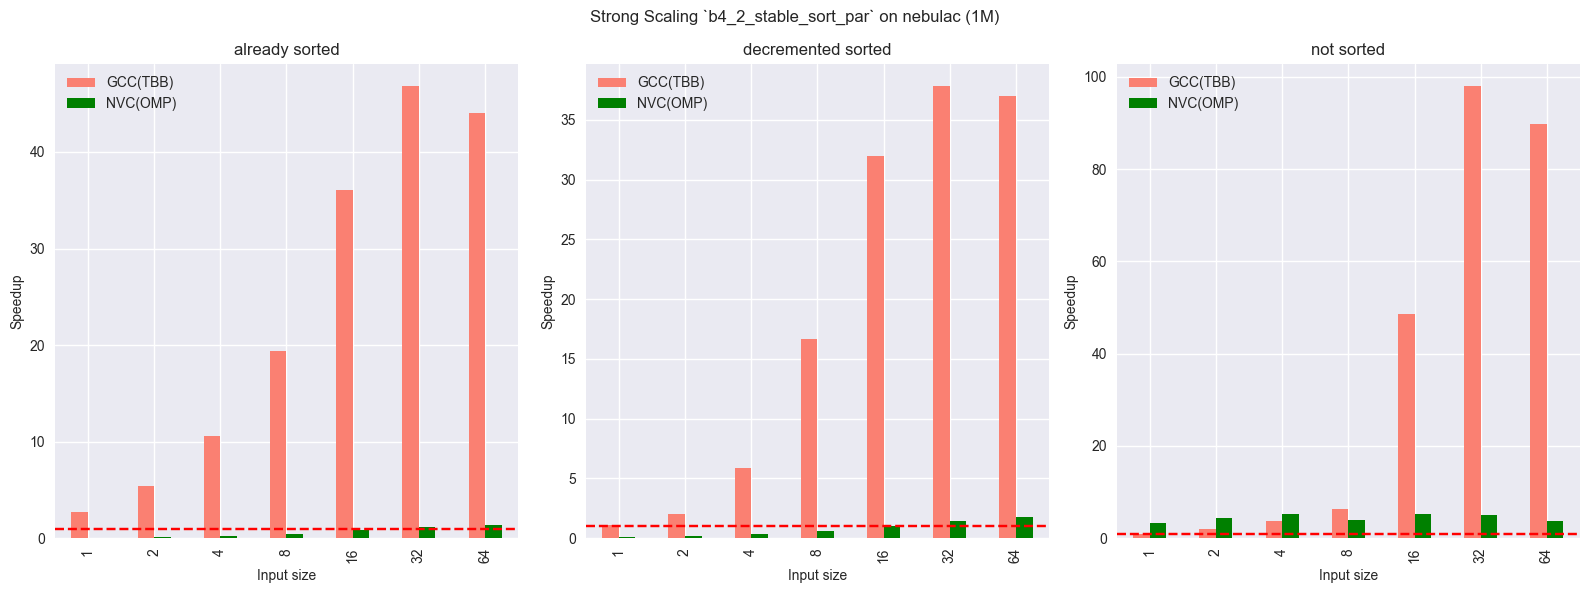 Strong Scaling `b4_2_stable_sort_par` on nebulac (1M)
already sorted
GCC(TBB)
NVC(OMP)
Speedup
40
30
20
10
0
1 2 4 8 16 32 64
Input size
decremented sorted
GCC(TBB)
NVC(OMP)
Speedup
35
30
25
20
15
10
5
0
1 2 4 8 16 32 64
Input size
not sorted
GCC(TBB)
NVC(OMP)
Speedup
100
80
60
40
20
0
1 2 4 8 16 32 64
Input size